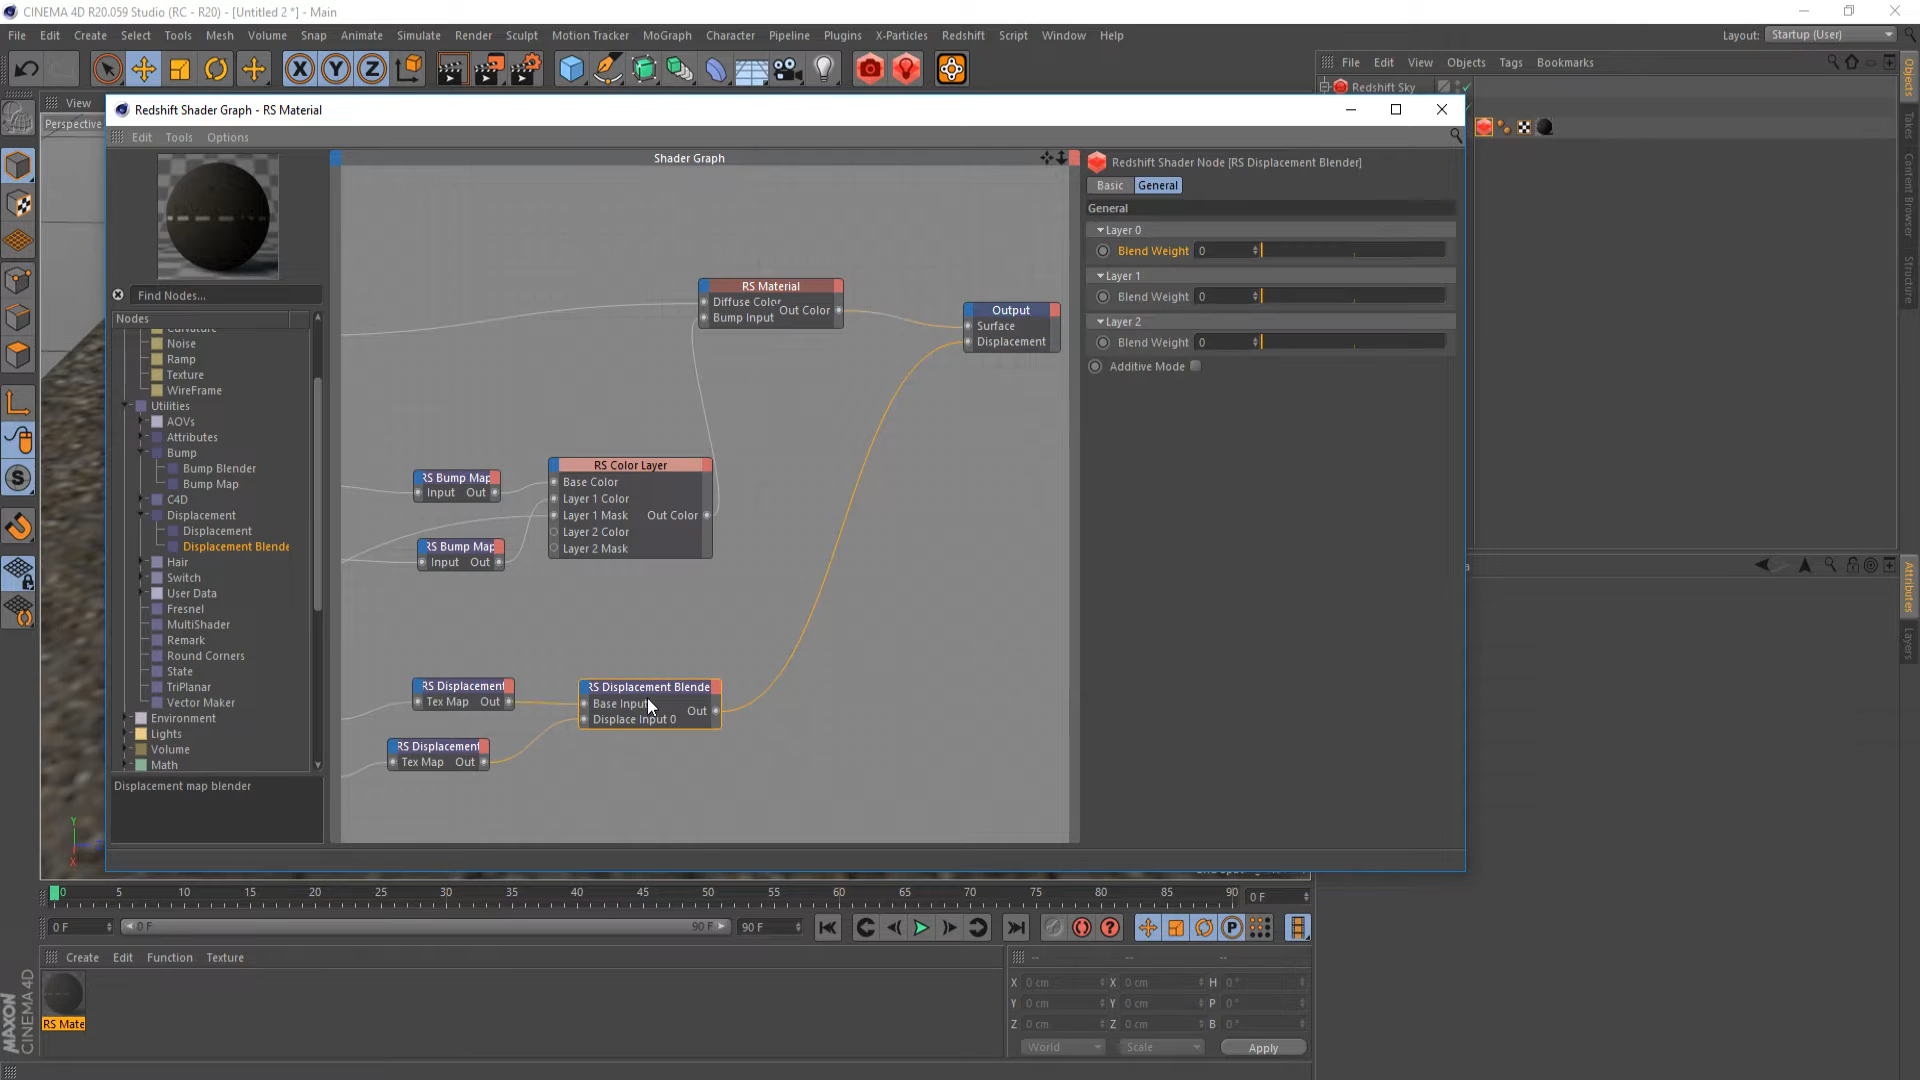 CINEMA 4D R20.059 Studio (RC - R20) - [Untitled 2 *] - Main
File Edit Create Select Tools Mesh Volume Snap Animate Simulate Render Sculpt Motion Tracker MoGraph Character Pipeline Plugins X-Particles Redshift Script Window Help
Layout: Startup (User)
File Edit View Objects Tags Bookmarks
Redshift Sky
View
Perspective
Redshift Shader Graph - RS Material
Edit Tools Options
Shader Graph
Find Nodes...
Nodes
Curvature
Noise
Ramp
Texture
WireFrame
Utilities
AOVs
Attributes
Bump
Bump Blender
Bump Map
C4D
Displacement
Displacement
Displacement Blende
Hair
Switch
User Data
Fresnel
MultiShader
Remark
Round Corners
State
TriPlanar
Vector Maker
Environment
Lights
Volume
Math
Displacement map blender
RS Material
Diffuse Color
Bump Input
Out Color
Output
Surface
Displacement
RS Bump Map
Input Out
RS Bump Map
Input Out
RS Color Layer
Base Color
Layer 1 Color
Layer 1 Mask Out Color
Layer 2 Color
Layer 2 Mask
RS Displacement
Tex Map Out
RS Displacement
Tex Map Out
RS Displacement Blende
Base Input
Displace Input 0
Out
Redshift Shader Node [RS Displacement Blender]
Basic General
General
Layer 0
Blend Weight 0
Layer 1
Blend Weight 0
Layer 2
Blend Weight 0
Additive Mode
Objects
Takes
Content Browser
Structure
Attributes
Layers
0 5 10 15 20 25 30 35 40 45 50 55 60 65 70 75 80 85 90 0 F
0 F 0 F 90 F 90 F
Create Edit Function Texture
RS Mate
MAXON
CINEMA 4D
-- -- --
X 0 cm X 0 cm H 0°
Y 0 cm Y 0 cm P 0°
Z 0 cm Z 0 cm B 0°
World Scale Apply
Y
X